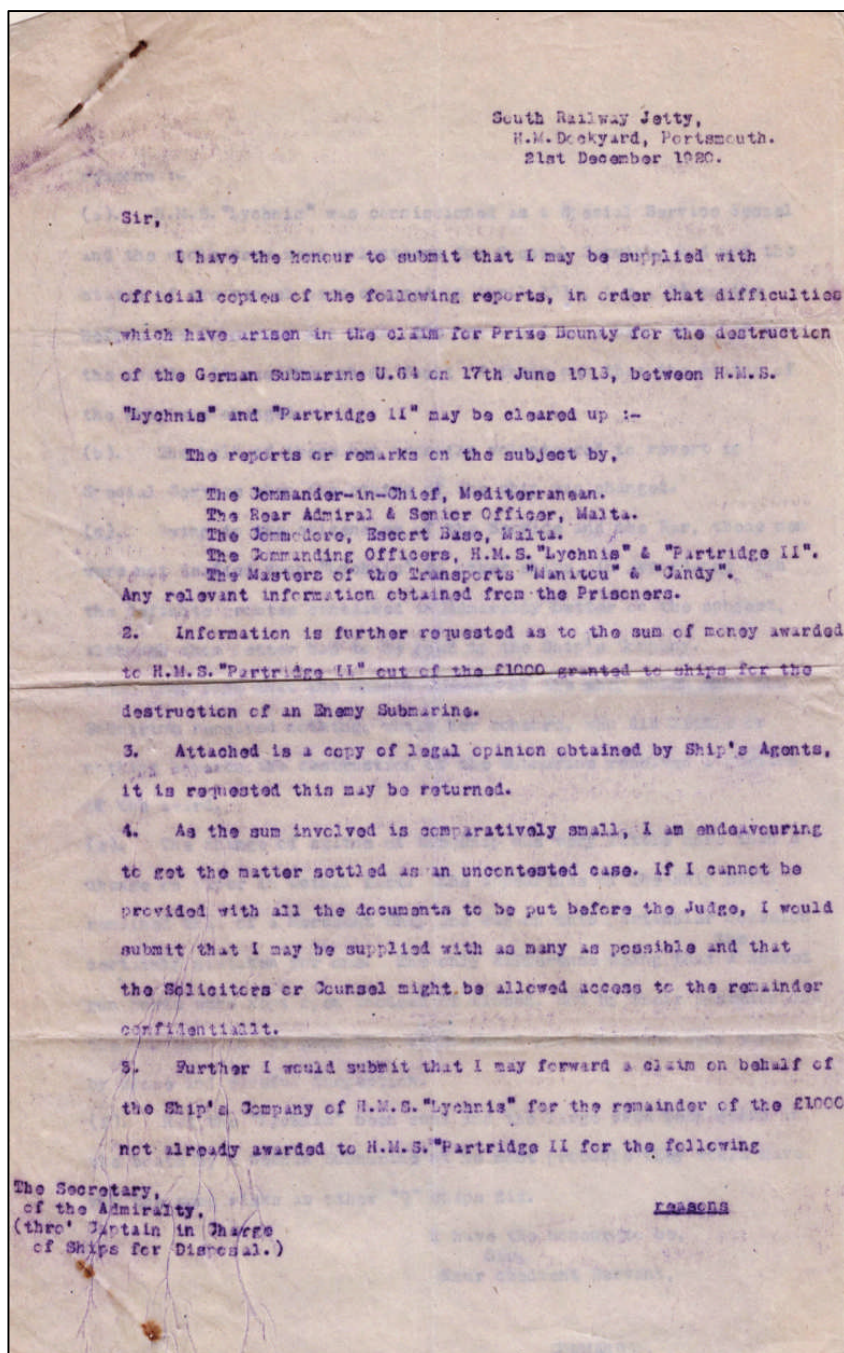 South Railway Jetty,
H.M.Dockyard, Portsmouth.
21st December 1920.
Sir,
I have the honour to submit that I may be supplied with
official copies of the following reports, in order that difficulties
which have arisen in the claim for Prize Bounty for the destruction
of the German Submarine U.64 on 17th June 1918, between H.M.S.
"Lychnis" and "Partridge II" may be cleared up :-
The reports or remarks on the subject by,
The Commander-in-Chief, Mediterranean.
The Rear Admiral & Senior Officer, Malta.
The Commodore, Escort Base, Malta.
The Commanding Officers, H.M.S."Lychnis" & "Partridge II".
The Masters of the Transports "Manitou" & "Candy".
Any relevant information obtained from the Prisoners.
2. Information is further requested as to the sum of money awarded
to H.M.S."Partridge II" out of the £1000 granted to ships for the
destruction of an Enemy Submarine.
3. Attached is a copy of legal opinion obtained by Ship's Agents,
it is requested this may be returned.
4. As the sum involved is comparatively small, I am endeavouring
to get the matter settled as an uncontested case. If I cannot be
provided with all the documents to be put before the Judge, I would
submit that I may be supplied with as many as possible and that
the Solicitors or Counsel might be allowed access to the remainder
confidentiallt.
5. Further I would submit that I may forward a claim on behalf of
the Ship's Company of H.M.S."Lychnis" for the remainder of the £1000
not already awarded to H.M.S."Partridge II for the following
reasons
The Secretary,
of the Admiralty.
(thro' Captain in Charge
of Ships for Disposal.)